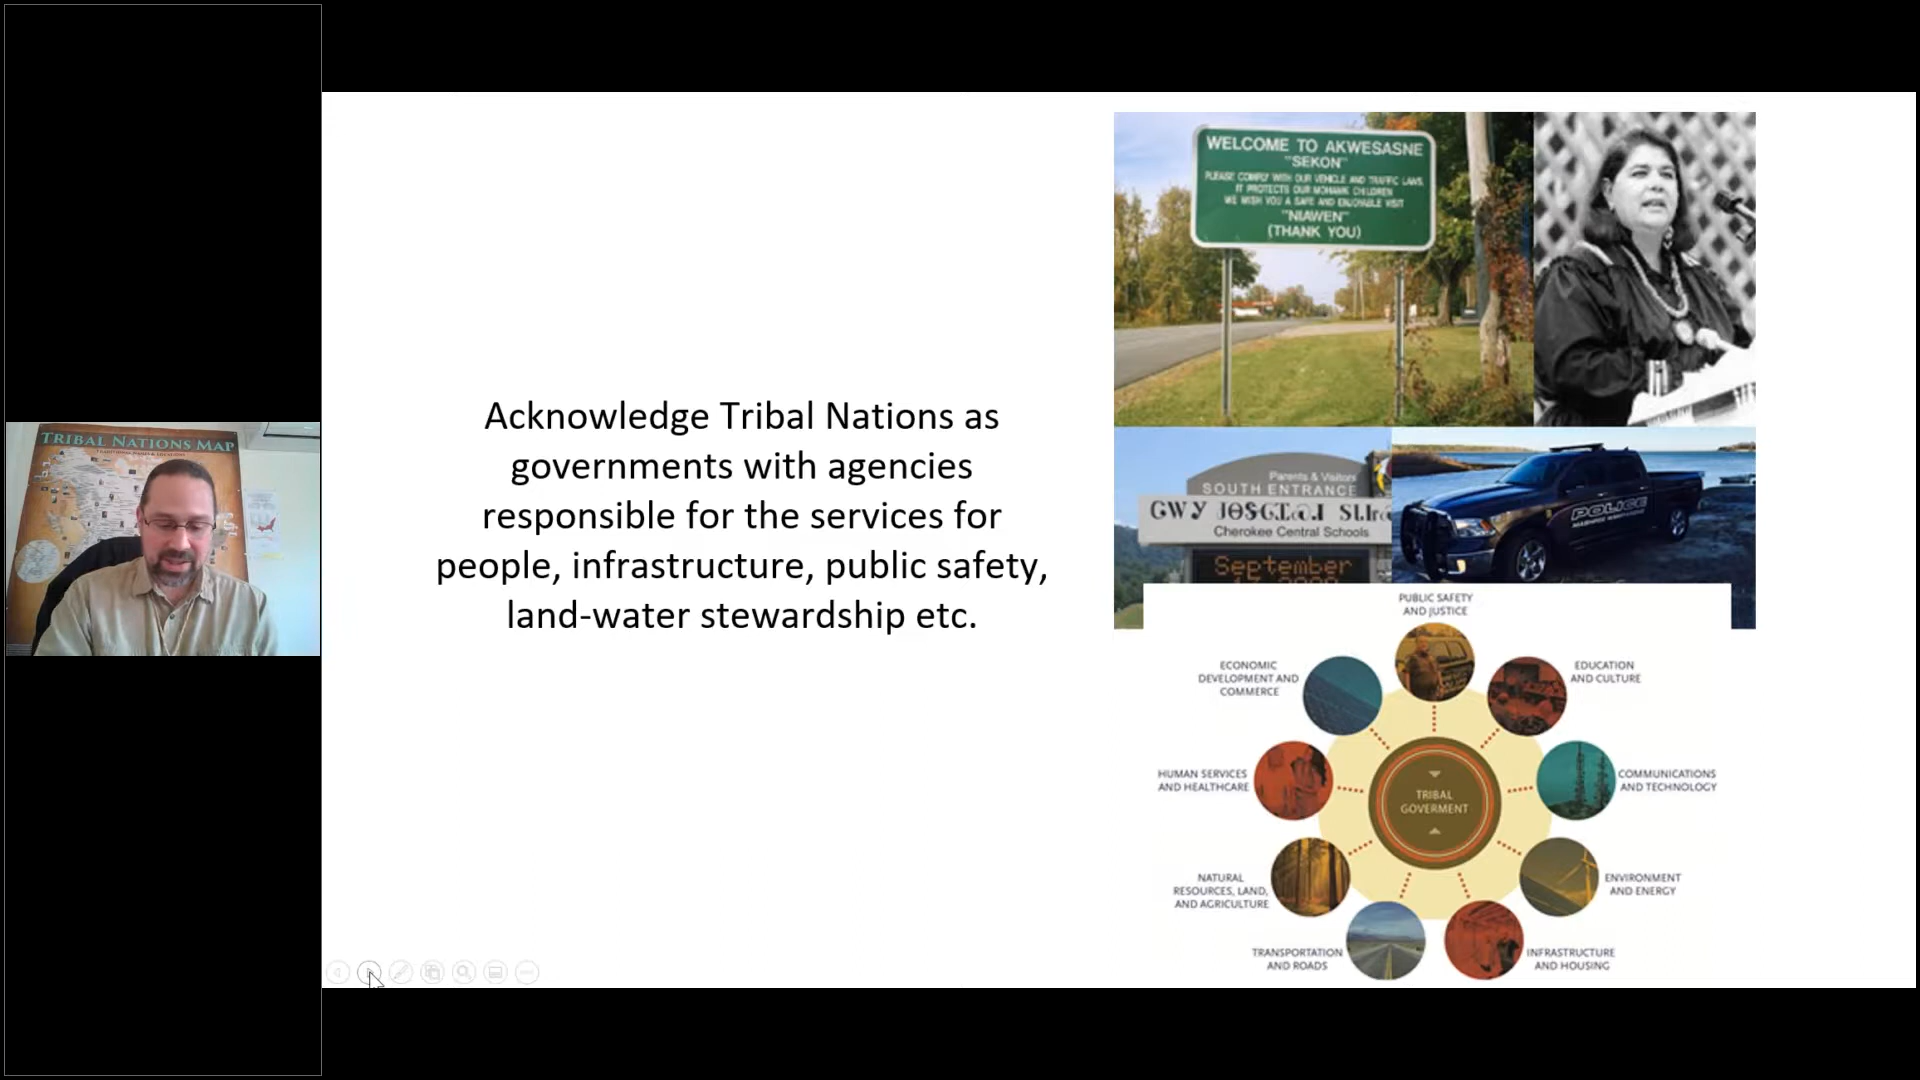 TRIBAL NATIONS MAP
Acknowledge Tribal Nations as
governments with agencies
responsible for the services for
people, infrastructure, public safety,
land-water stewardship etc.
WELCOME TO AKWESASNE
"SEKON"
PLEASE COMPLY WITH OUR VEHICLE AND TRAFFIC LAWS.
IT PROTECTS OUR MOHAWK CHILDREN
WE WISH YOU A SAFE AND ENJOYABLE VISIT
"NIAWEN"
(THANK YOU)
Parents & Visitors
SOUTH ENTRANCE
ᏣᎳᎩ
Cherokee Central Schools
September
POLICE
PUBLIC SAFETY
AND JUSTICE
ECONOMIC
DEVELOPMENT AND
COMMERCE
EDUCATION
AND CULTURE
HUMAN SERVICES
AND HEALTHCARE
TRIBAL
GOVERMENT
COMMUNICATIONS
AND TECHNOLOGY
NATURAL
RESOURCES, LAND,
AND AGRICULTURE
ENVIRONMENT
AND ENERGY
TRANSPORTATION
AND ROADS
INFRASTRUCTURE
AND HOUSING